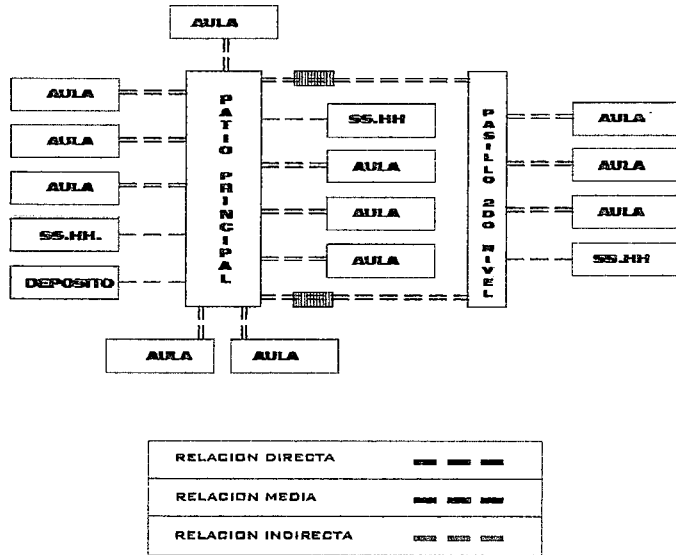 AULA
AULA
AULA
AULA
SS.HH.
DEPOSITO
PATIO PRINCIPAL
SS.HH
AULA
AULA
AULA
PASILLO 2DO NIVEL
AULA
AULA
AULA
SS.HH
AULA
AULA
RELACION DIRECTA
RELACION MEDIA
RELACION INDIRECTA